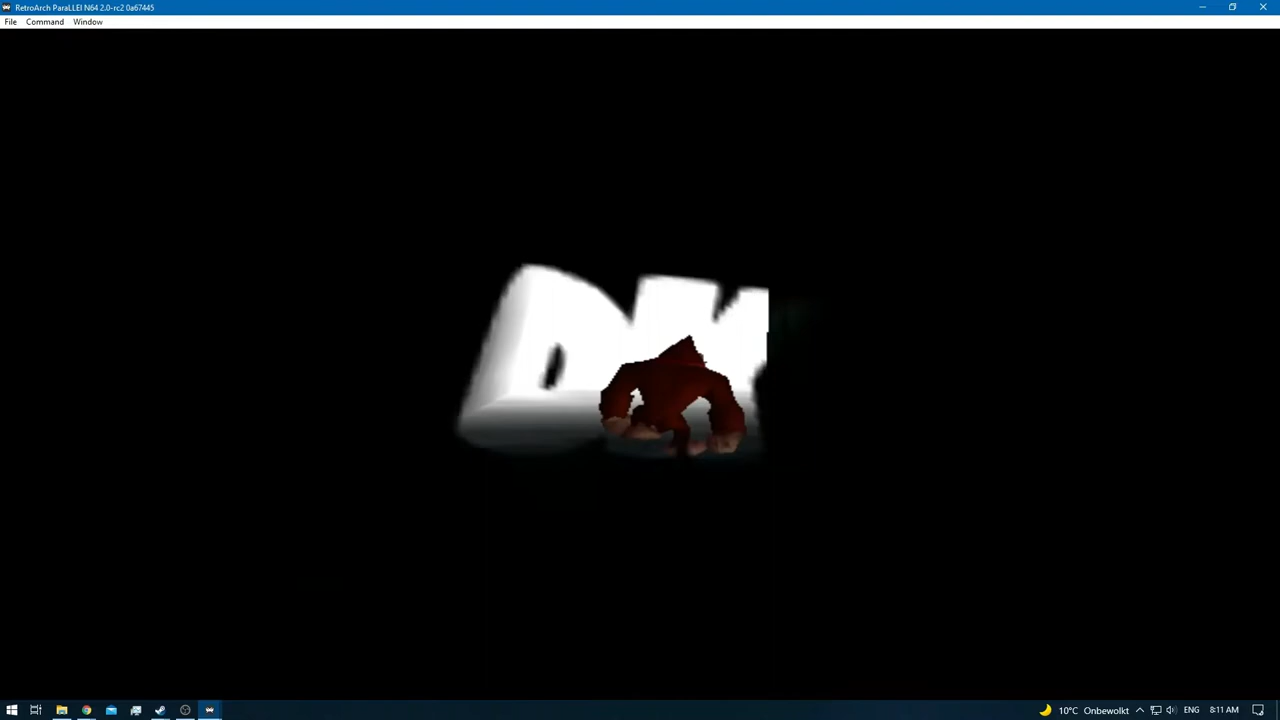 RetroArch ParaLLEl N64 2.0-rc2 0a67445
File Command Window
DK
10°C Onbewolkt ENG 8:11 AM